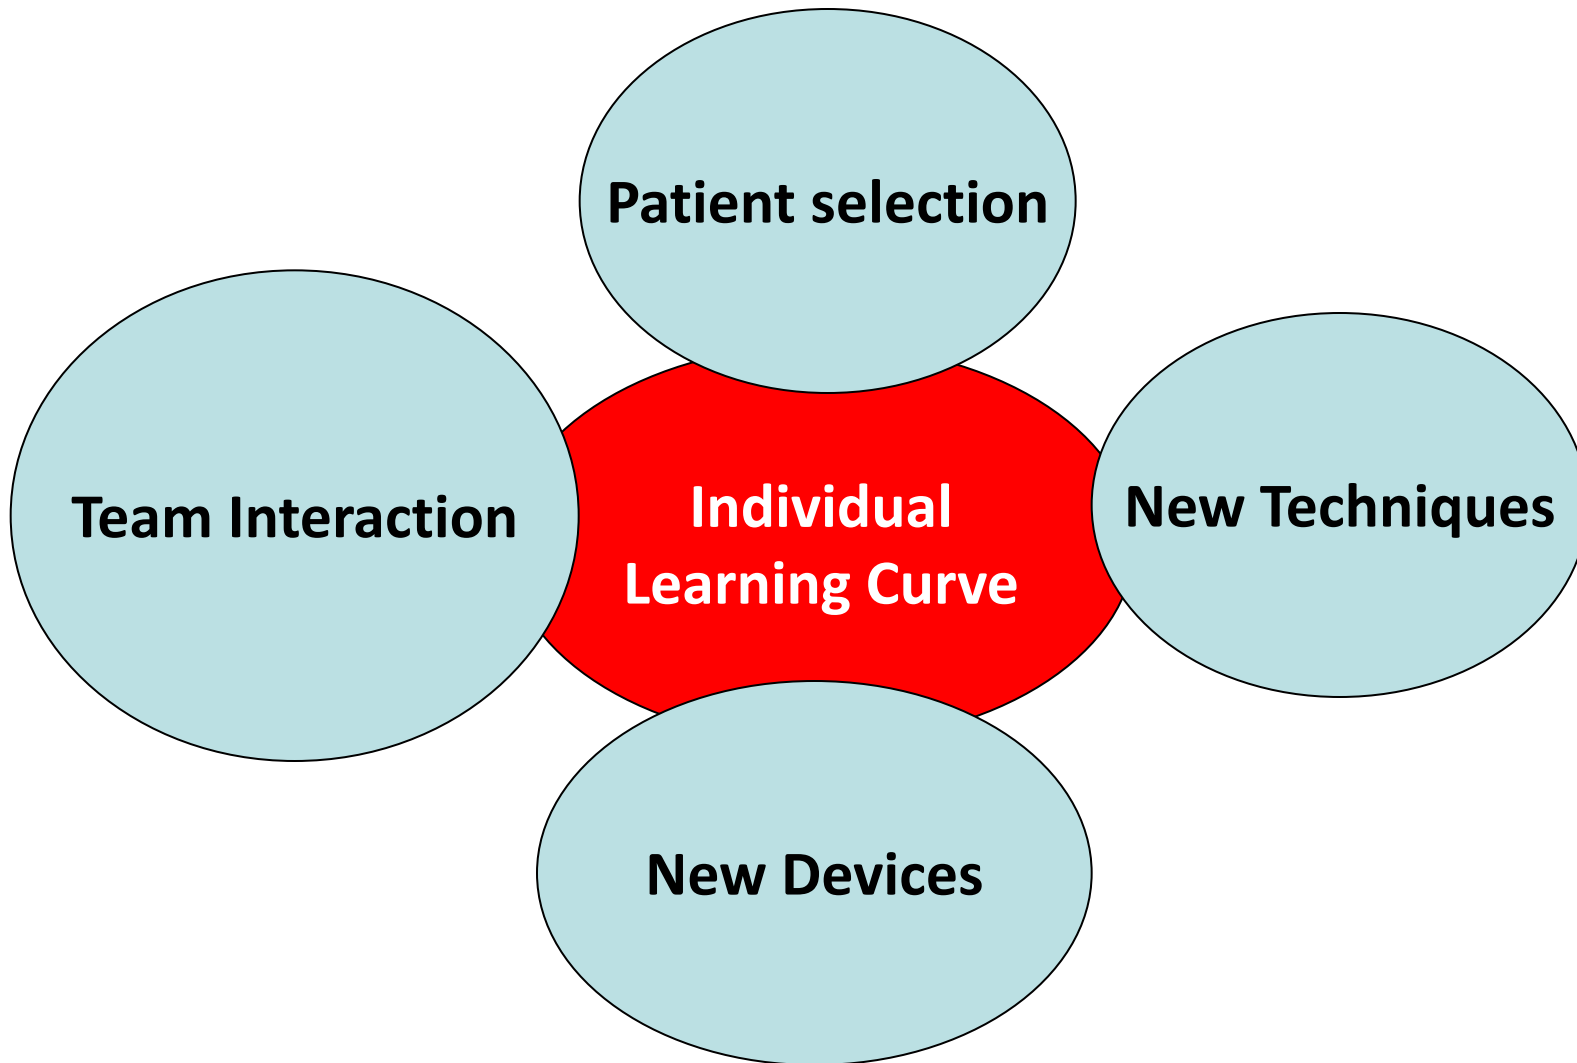 Patient selection
Team Interaction
Individual
Learning Curve
New Techniques
New Devices